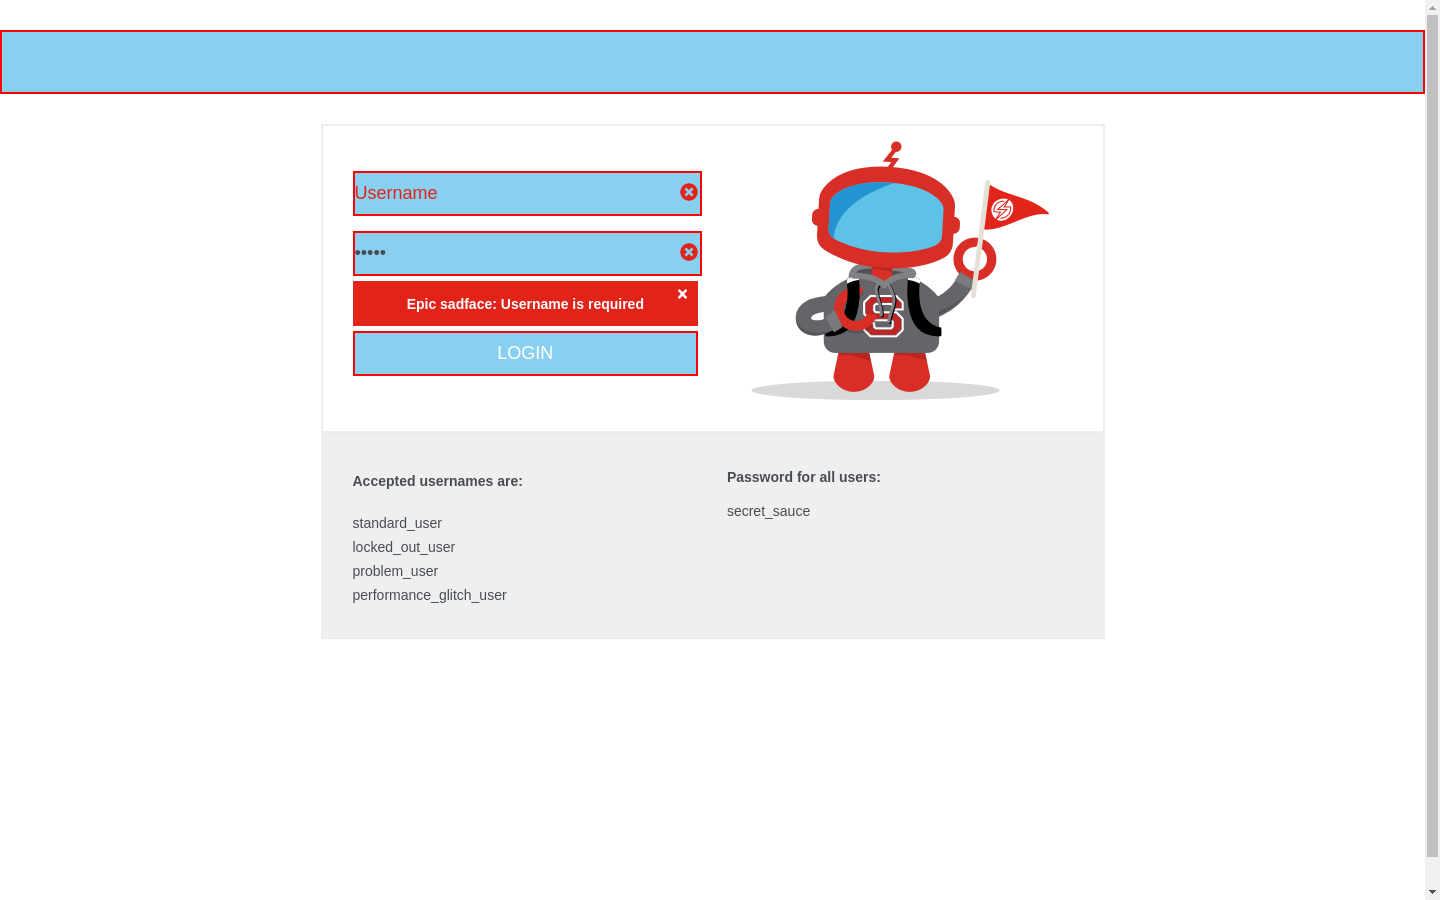 Username
•••••
Epic sadface: Username is required
LOGIN
Accepted usernames are:
standard_user
locked_out_user
problem_user
performance_glitch_user
Password for all users:
secret_sauce